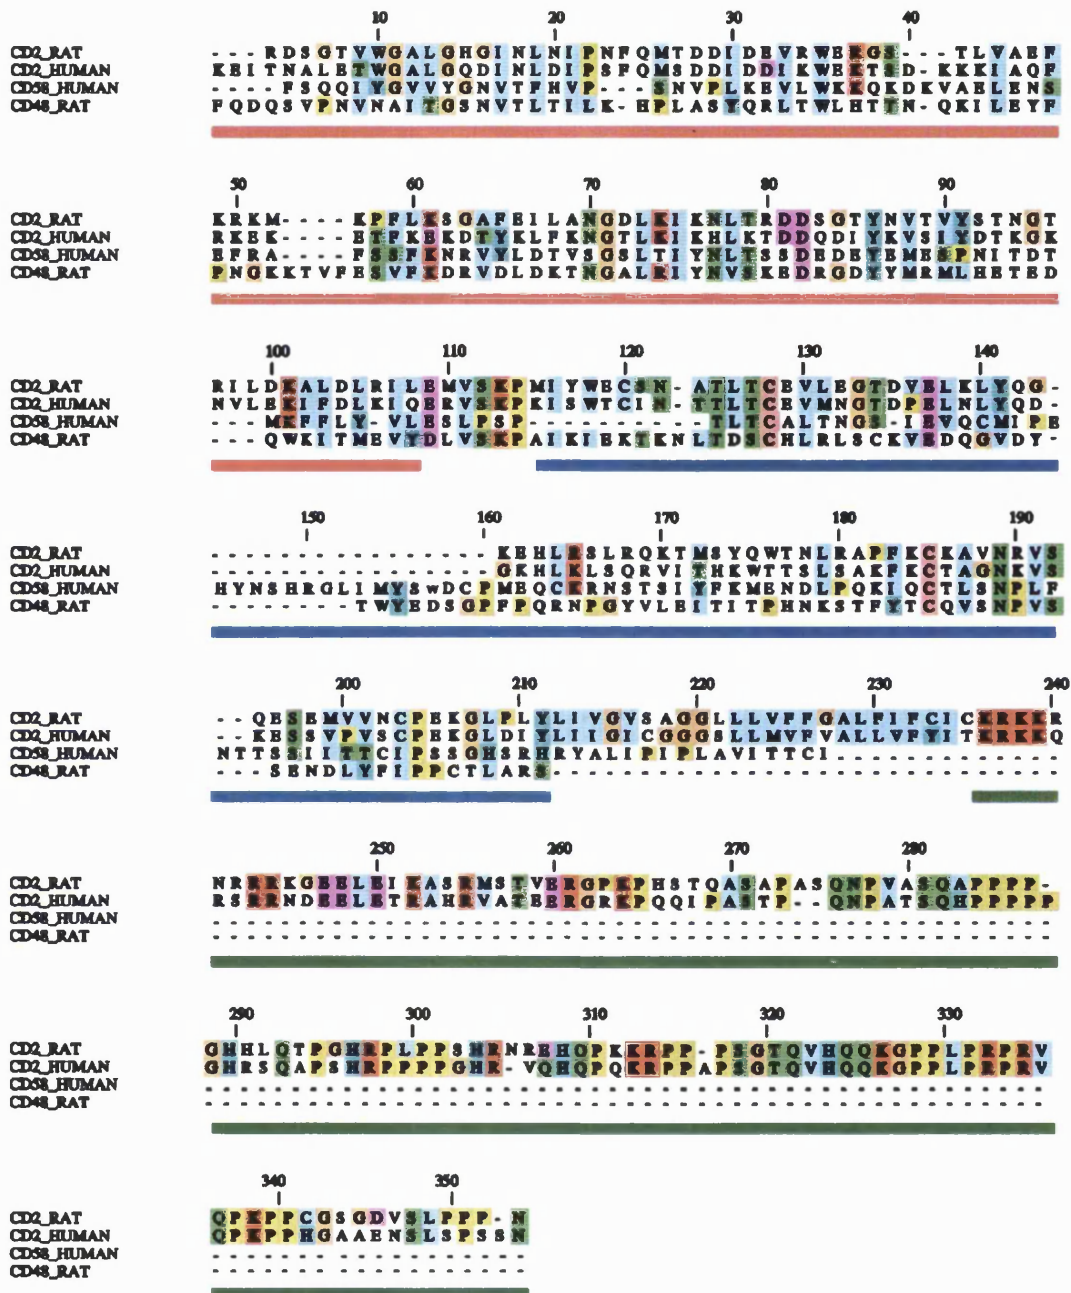 10 20 30 40
CD2_RAT ---RDSGTVWGALGHGINLNIPNFQMTDDIDEVRWERGS---TLVAEF
CD2_HUMAN KEITNALETWGALGQDINLDIPSFQMSDDIDDIKWEKTSD-KKKIAQF
CD58_HUMAN ----FSQQIYGVVYGNVTFHVP---SNVPLKEVLWKKQKDKVAELENS
CD48_RAT FQDQSVPNVNAITGSNVTLTILK-HPLASYQRLTWLHTTN-QKILEYF
50 60 70 80 90
CD2_RAT KRKM----KPFLKSGAFEILANGDLKIKNLTRDDSGTYNVTVYSTNGT
CD2_HUMAN RKEK----ETFKEKDTYKLFKNGTLKIKHLKTDDQDIYKVSIYDTKGK
CD58_HUMAN EFRA----FSSFKNRVYLDTVSGSLTIYNLTSSDEDEYEMESPNITDT
CD48_RAT PNGKKTVFESVFKDRVDLDKTNGALRIYNVSKEDRGDYYMRMLHETED
100 110 120 130 140
CD2_RAT RILDKALDLRILEMVSKPMIYWECSN-ATLTCEVLEGTDVELKLYQG-
CD2_HUMAN NVLEKIFDLKIQEKVSKPKISWTCIN-TTLTCEVMNGTDPELNLYQD-
CD58_HUMAN MKFFLY-VLESLPSP TLTCALTNGS-IEVQCMIPE
CD48_RAT ---QWKITMEVYDLVSKPAIKIEKTKNLTDSCHLRLSCKVEDQGVDY-
150 160 170 180 190
CD2_RAT ----------------KEHLRSLRQKTMSYQWTNLRAPFKCKAVNRVS
CD2_HUMAN ----------------GKHLKLSQRVITHKWTTSLSAKFKCTAGNKVS
CD58_HUMAN HYNSHRGLIMYSwDCPMEQCKRNSTSIYFKMENDLPQKIQCTLSNPLF
CD48_RAT --------TWYEDSGPFPQRNPGYVLEITITPHNKSTFYTCQVSNPVS
200 210 220 230 240
CD2_RAT --QESEMVVNCPEKGLPLYLIVGVSAGGLLLVFFGALFIFCICKRKKR
CD2_HUMAN --KESSVPVSCPEKGLDIYLIIGICGGGSLLMVFVALLVFYITKRKKQ
CD58_HUMAN NTTSSIITTCIPSSGHSRHRYALIPIPLAVITTCI-------------
CD48_RAT ---SENDLYFIPPCTLARS-----------------------------
250 260 270 280
CD2_RAT NRRRKGEELEIKASRMSTVERGPKPHSTQASAPASQNPVASQAPPPP-
CD2_HUMAN RSRRNDEELETRAHRVATEERGRKPQQIPASTP--QNPATSQHPPPPP
CD58_HUMAN ------------------------------------------------
CD48_RAT ------------------------------------------------
290 300 310 320 330
CD2_RAT GHHLQTPGHRPLPPSHRNREHQPKKRPP-PSGTQVHQQKGPPLPRPRV
CD2_HUMAN GHRSQAPSHRPPPPGHR-VQHQPQKRPPAPSGTQVHQQKGPPLPRPRV
CD58_HUMAN ------------------------------------------------
CD48_RAT ------------------------------------------------
340 350
CD2_RAT QPKPPCGSGDVSLPPP-N
CD2_HUMAN QPKPPHGAAENSLSPSSN
CD58_HUMAN ------------------
CD48_RAT ------------------